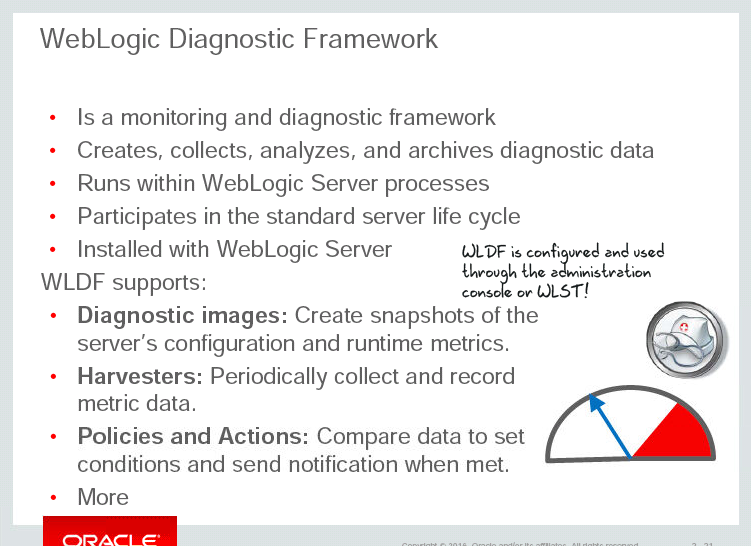 WebLogic Diagnostic Framework
• Is a monitoring and diagnostic framework
• Creates, collects, analyzes, and archives diagnostic data
• Runs within WebLogic Server processes
• Participates in the standard server life cycle
• Installed with WebLogic Server
WLDF is configured and used
through the administration
console or WLST!
WLDF supports:
• Diagnostic images: Create snapshots of the
server's configuration and runtime metrics.
• Harvesters: Periodically collect and record
metric data.
• Policies and Actions: Compare data to set
conditions and send notification when met.
• More
ORACLE